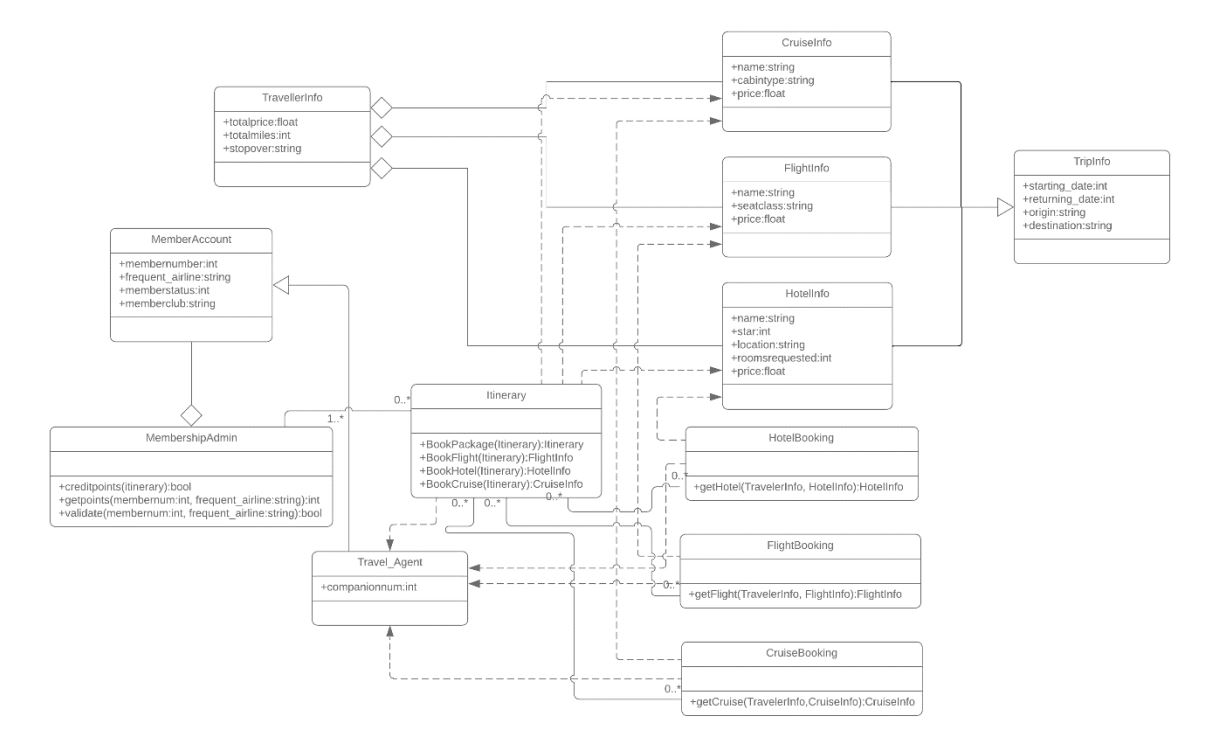 CruiseInfo
+name:string
+cabintype:string
+price:float
TravellerInfo
+totalprice:float
+totalmiles:int
+stopover:string
FlightInfo
+name:string
+seatclass:string
+price:float
TripInfo
+starting_date:int
+returning_date:int
+origin:string
+destination:string
MemberAccount
+membernumber:int
+frequent_airline:string
+memberstatus:int
+memberclub:string
HotelInfo
+name:string
+star:int
+location:string
+roomsrequested:int
+price:float
0..*
1..*
Itinerary
+BookPackage(Itinerary):Itinerary
+BookFlight(Itinerary):FlightInfo
+BookHotel(Itinerary):HotelInfo
+BookCruise(Itinerary):CruiseInfo
0..*
0..*
0..*
MembershipAdmin
+creditpoints(itinerary):bool
+getpoints(membernum:int, frequent_airline:string):int
+validate(membernum:int, frequent_airline:string):bool
HotelBooking
0..*
+getHotel(TravelerInfo, HotelInfo):HotelInfo
Travel_Agent
+companionnum:int
FlightBooking
0..*
+getFlight(TravelerInfo, FlightInfo):FlightInfo
CruiseBooking
0..*
+getCruise(TravelerInfo,CruiseInfo):CruiseInfo